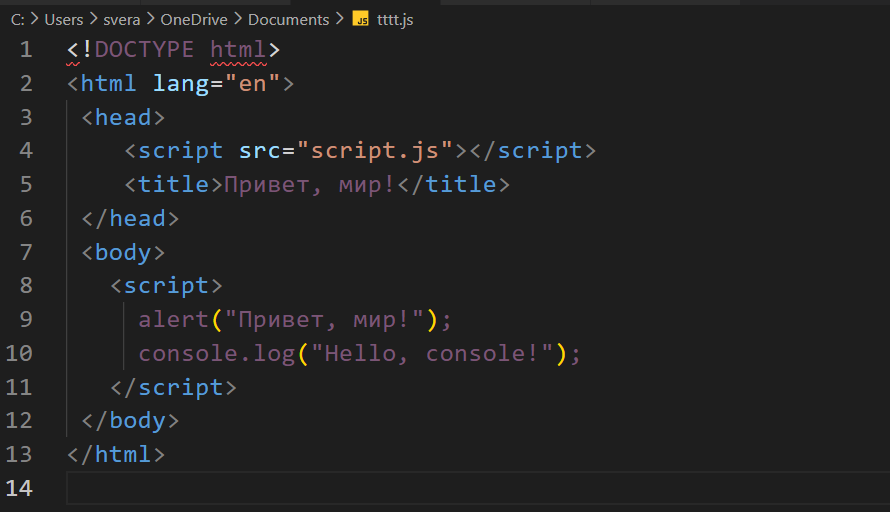 C: > Users > svera > OneDrive > Documents > JS tttt.js
1 <!DOCTYPE html>
2 <html lang="en">
3 <head>
4 <script src="script.js"></script>
5 <title>Привет, мир!</title>
6 </head>
7 <body>
8 <script>
9 alert("Привет, мир!");
10 console.log("Hello, console!");
11 </script>
12 </body>
13 </html>
14